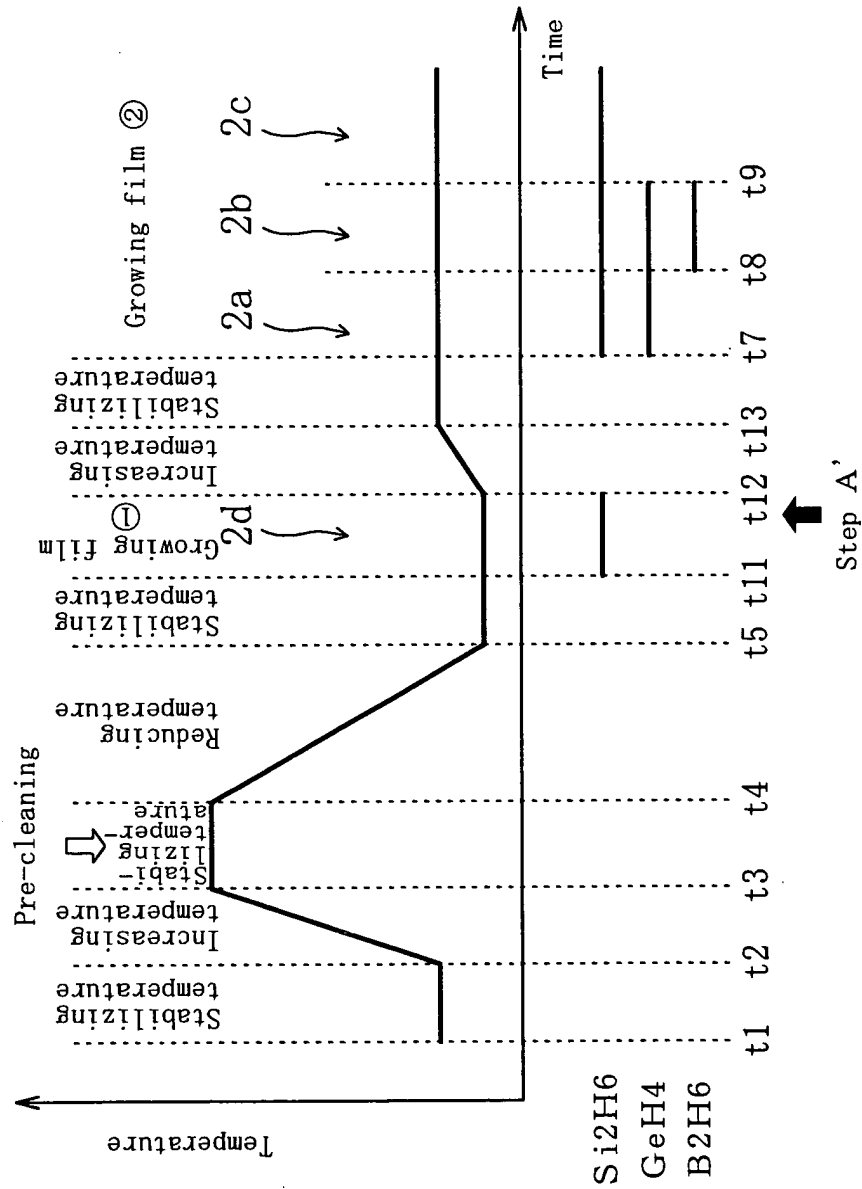 Pre-cleaning
Growing film ②
Stabilizing
temperature
Increasing
temperature
Stabi-
lizing
temper-
ature
Reducing
temperature
Stabilizing
temperature
Growing film
①
Increasing
temperature
Stabilizing
temperature
2d
2a
2b
2c
Temperature
Time
Si2H6
GeH4
B2H6
t1
t2
t3
t4
t5
t11
t12
t13
t7
t8
t9
Step A'